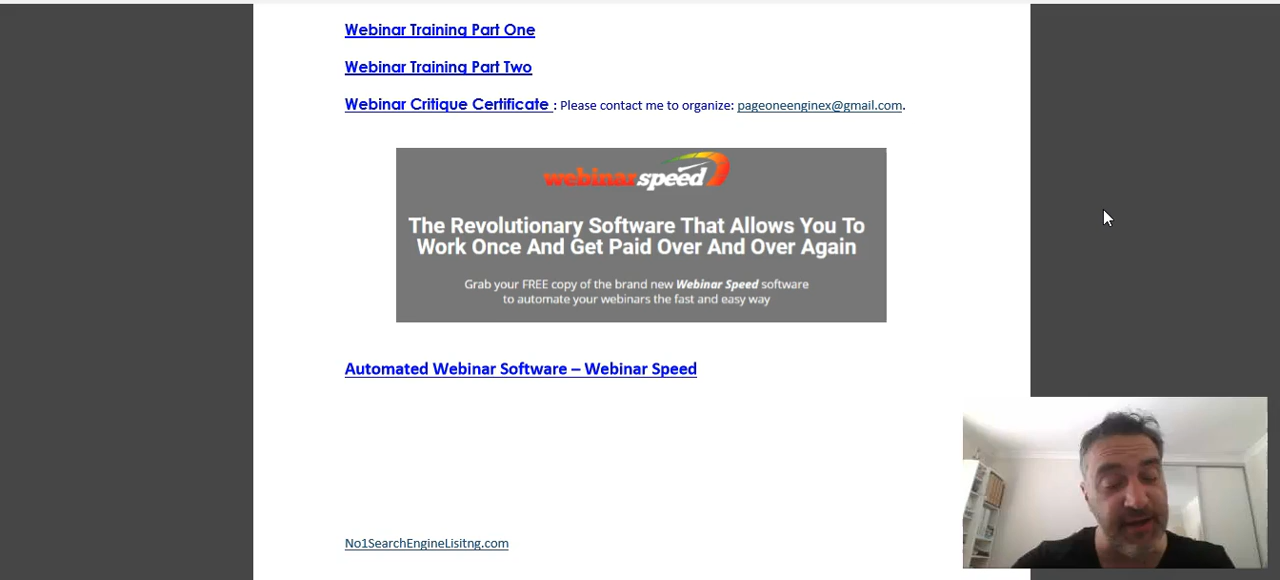 Webinar Training Part One
Webinar Training Part Two
Webinar Critique Certificate : Please contact me to organize: pageoneenginex@gmail.com.
webinarspeed
The Revolutionary Software That Allows You To
Work Once And Get Paid Over And Over Again
Grab your FREE copy of the brand new Webinar Speed software
to automate your webinars the fast and easy way
Automated Webinar Software – Webinar Speed
No1SearchEngineLisitng.com